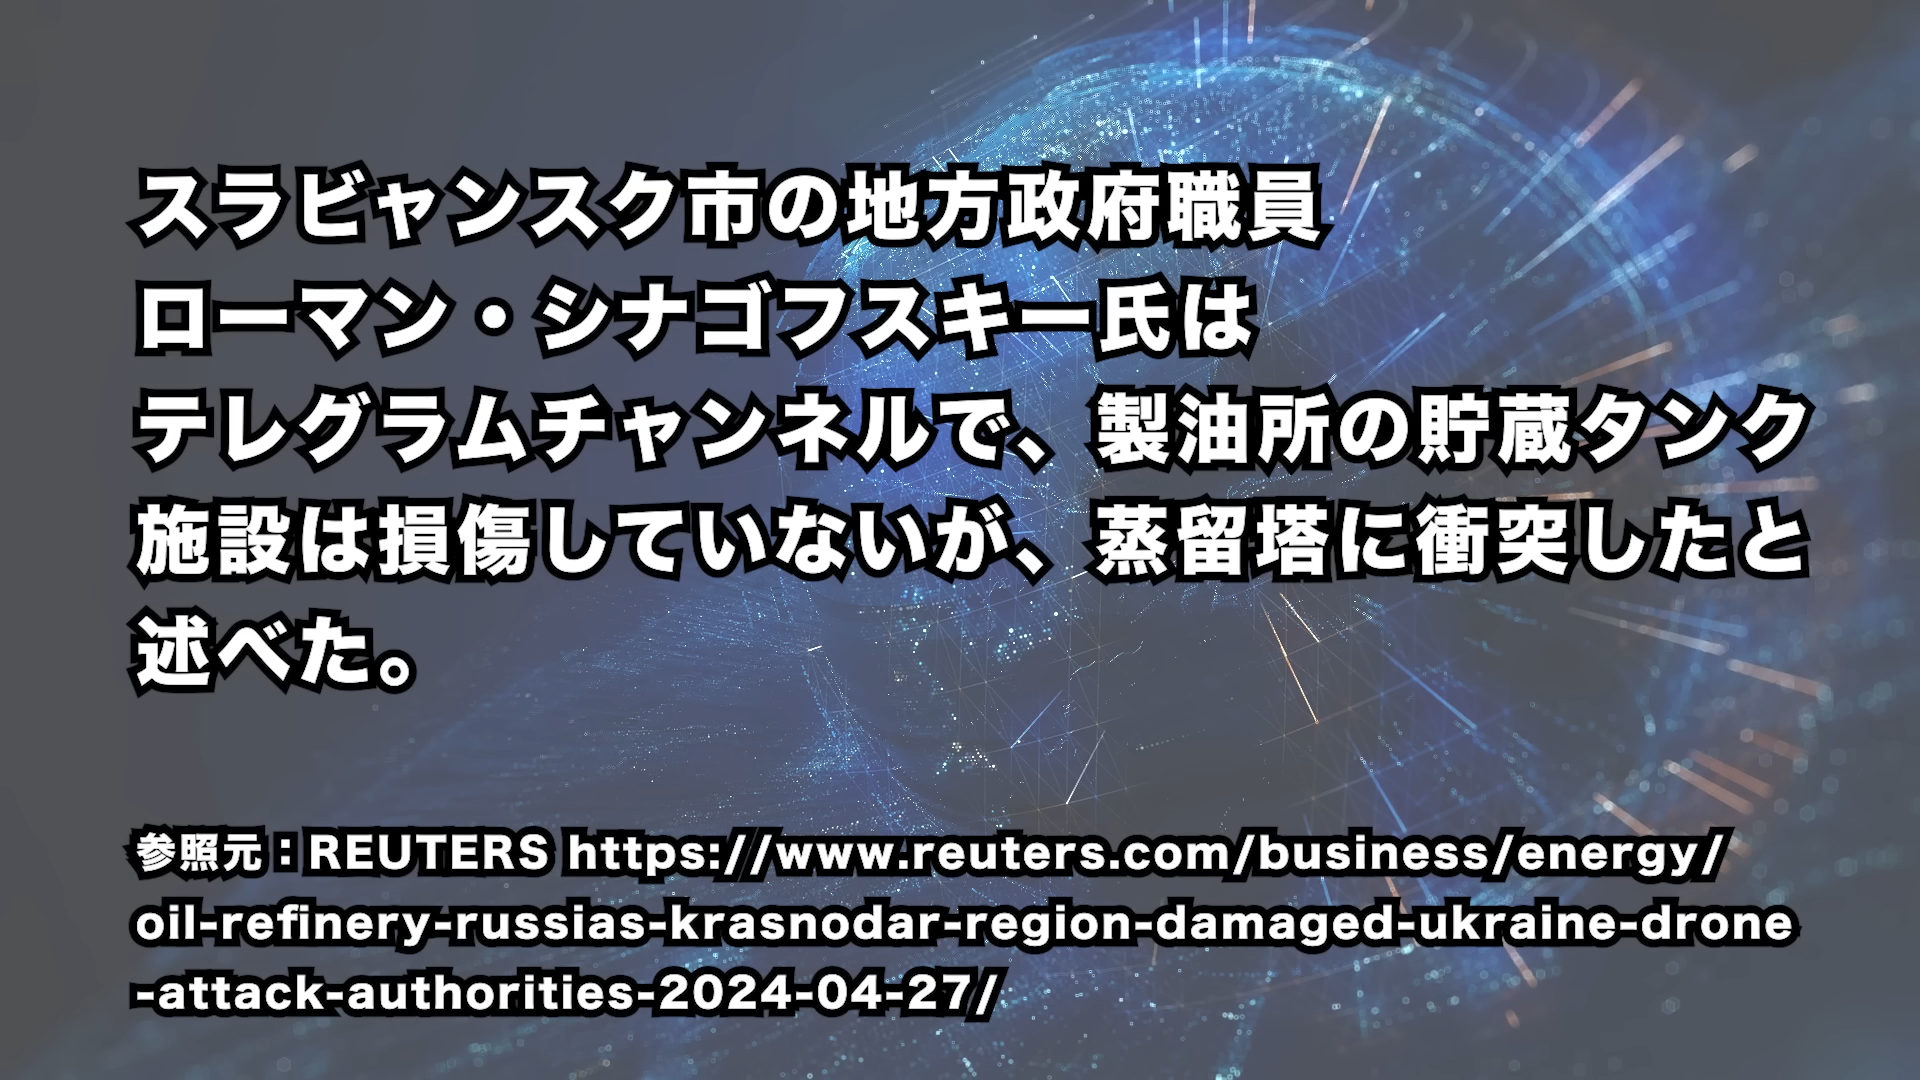 スラビャンスク市の地方政府職員
ローマン・シナゴフスキー氏は
テレグラムチャンネルで、製油所の貯蔵タンク
施設は損傷していないが、蒸留塔に衝突したと
述べた。
参照元：REUTERS https://www.reuters.com/business/energy/
oil-refinery-russias-krasnodar-region-damaged-ukraine-drone
-attack-authorities-2024-04-27/